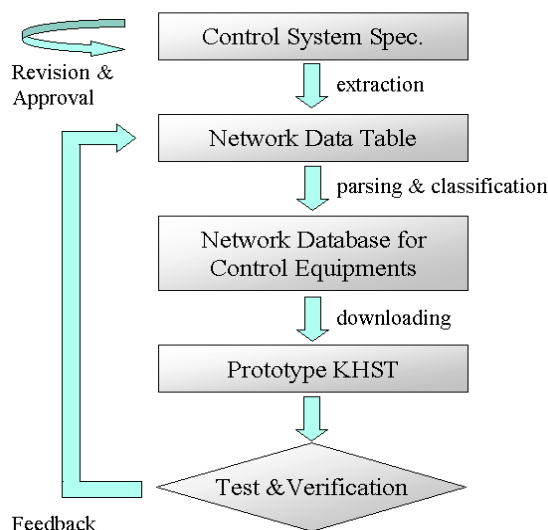 Control System Spec.
Revision &
Approval
extraction
Network Data Table
parsing & classification
Network Database for
Control Equipments
downloading
Prototype KHST
Test &Verification
Feedback